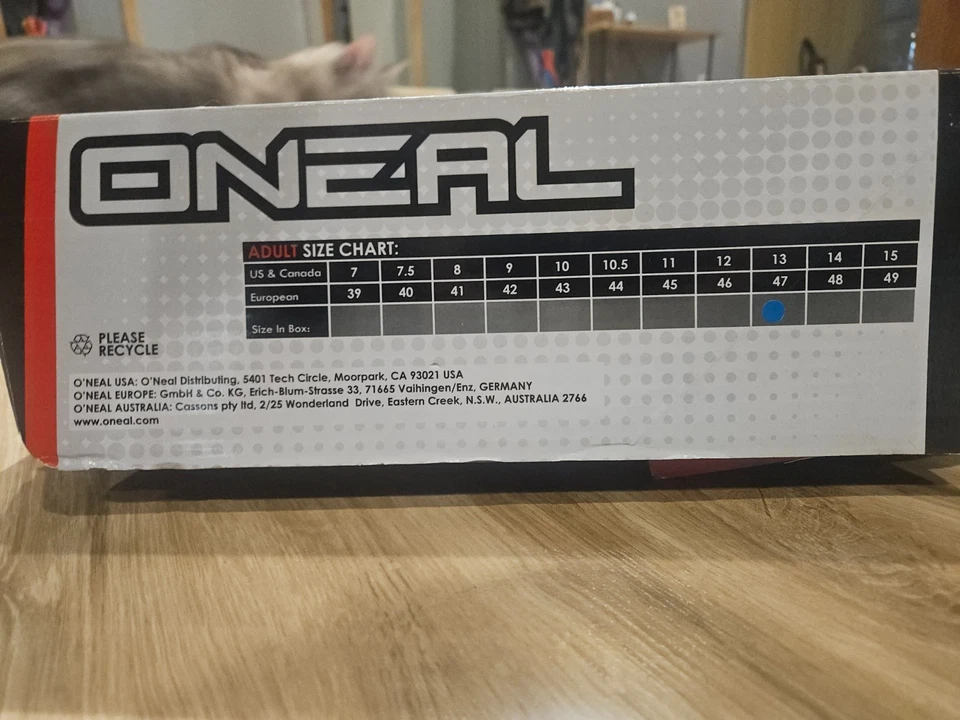 ONEAL
ADULT SIZE CHART:
US & Canada 7 7.5 8 9 10 10.5 11 12 13 14 15
European 39 40 41 42 43 44 45 46 47 48 49
Size In Box:
PLEASE
RECYCLE
O'NEAL USA: O'Neal Distributing, 5401 Tech Circle, Moorpark, CA 93021 USA
O'NEAL EUROPE: GmbH & Co. KG, Erich-Blum-Strasse 33, 71665 Vaihingen/Enz, GERMANY
O'NEAL AUSTRALIA: Cassons pty ltd, 2/25 Wonderland Drive, Eastern Creek, N.S.W., AUSTRALIA 2766
www.oneal.com